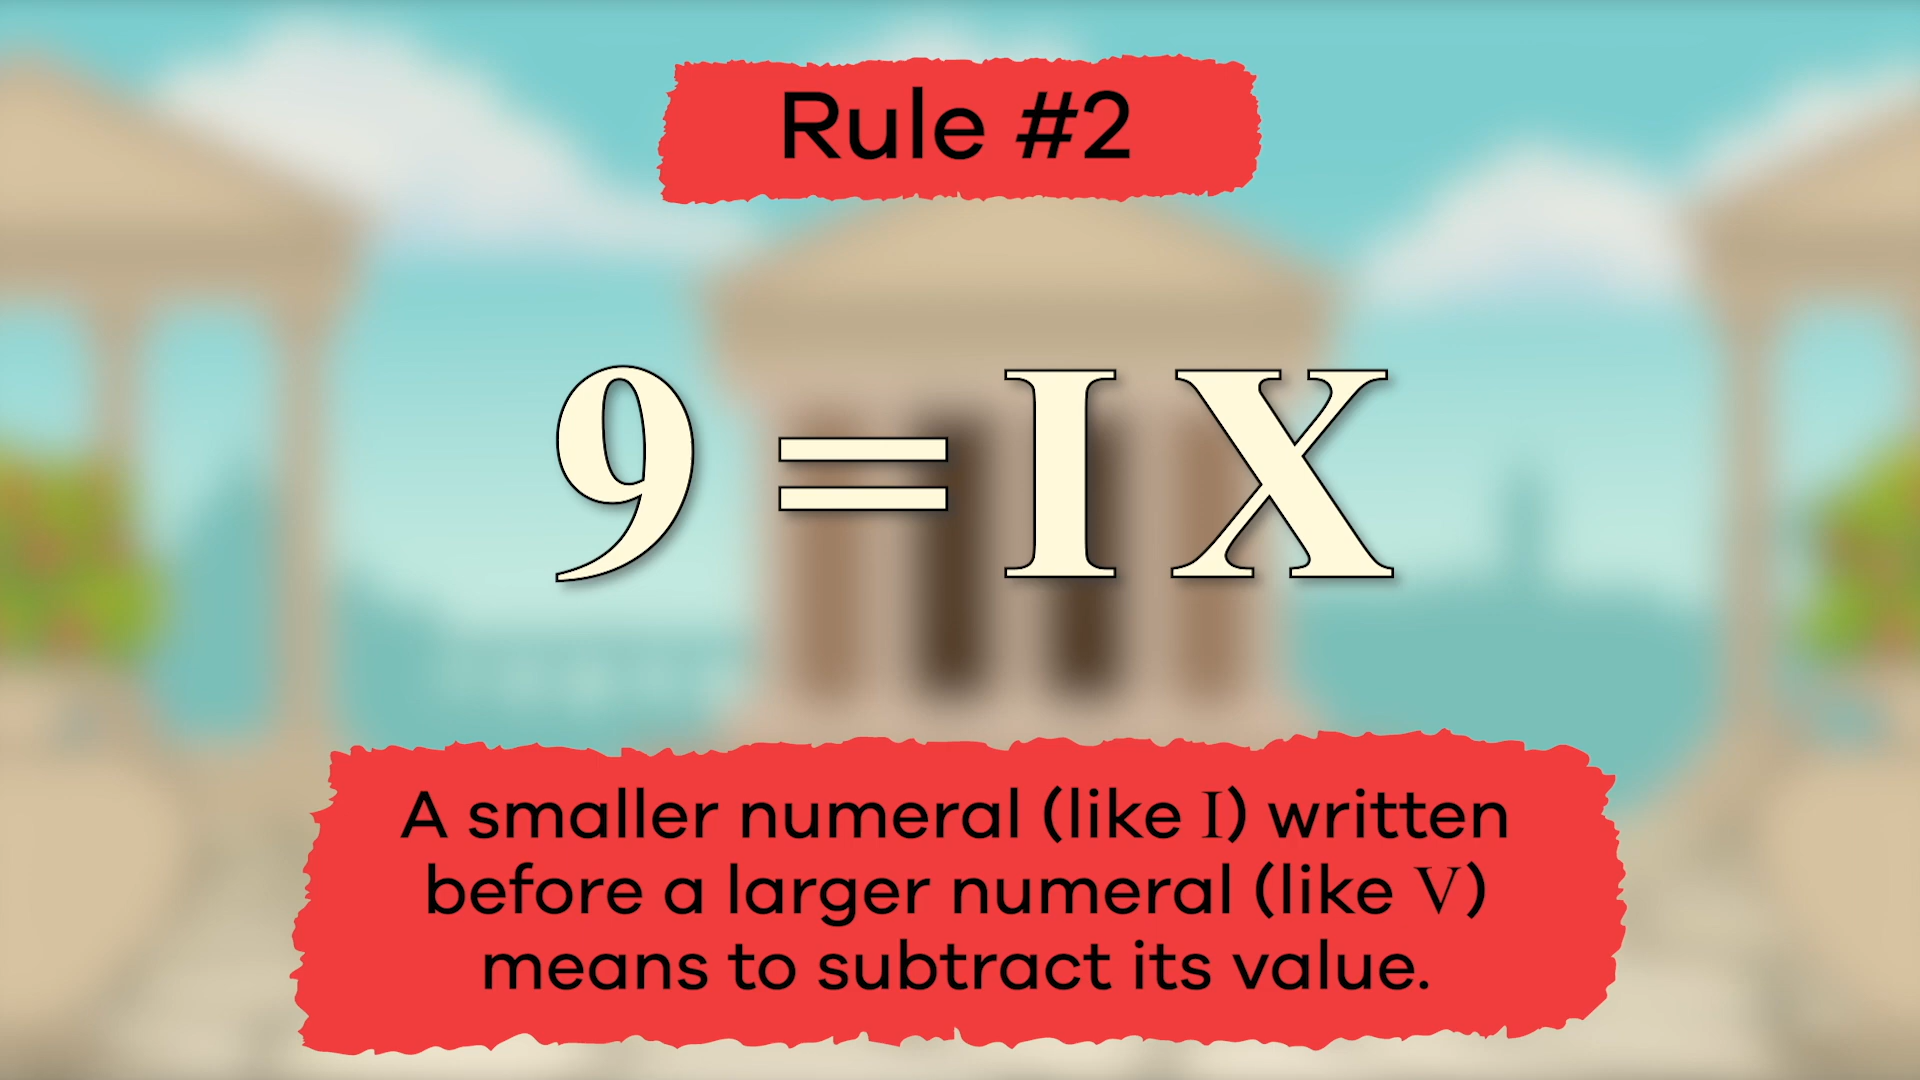 Rule #2
9 = IX
A smaller numeral (like I) written
before a larger numeral (like V)
means to subtract its value.